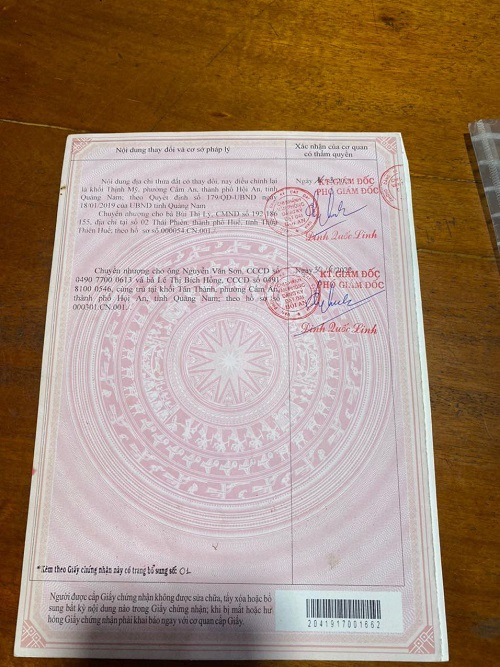 Nội dung thay đổi và cơ sở pháp lý
Xác nhận của cơ quan
có thẩm quyền
Nội dung địa chỉ thửa đất có thay đổi, nay điều chỉnh lại
là khối Thịnh Mỹ, phường Cẩm An, thành phố Hội An, tỉnh
Quảng Nam; theo Quyết định số 179/QĐ-UBND ngày
18/01/2019 của UBND tỉnh Quảng Nam
Chuyển nhượng cho bà Bùi Thị Lý, CMND số 192 186
155, địa chỉ tại số 02 Thái Phiên, thành phố Huế, tỉnh Thừa
Thiên Huế; theo hồ sơ số 000054.CN.001
Ngày
KT.GIÁM ĐỐC
PHÓ GIÁM ĐỐC
Đinh Quốc Linh
Chuyển nhượng cho ông Nguyễn Văn Sơn, CCCD số
0490 7700 0613 và bà Lê Thị Bích Hồng, CCCD số 0491
8100 0546, cùng trú tại khối Tân Thành, phường Cẩm An,
thành phố Hội An, tỉnh Quảng Nam; theo hồ sơ số
000301.CN.001
Ngày
KT.GIÁM ĐỐC
PHÓ GIÁM ĐỐC
HỘI AN
Đinh Quốc Linh
*Kèm theo Giấy chứng nhận này có trang bổ sung số: 01
Người được cấp Giấy chứng nhận không được sửa chữa, tẩy xóa hoặc bổ
sung bất kỳ nội dung nào trong Giấy chứng nhận; khi bị mất hoặc hư
hỏng Giấy chứng nhận phải khai báo ngay với cơ quan cấp Giấy.
2041917001662